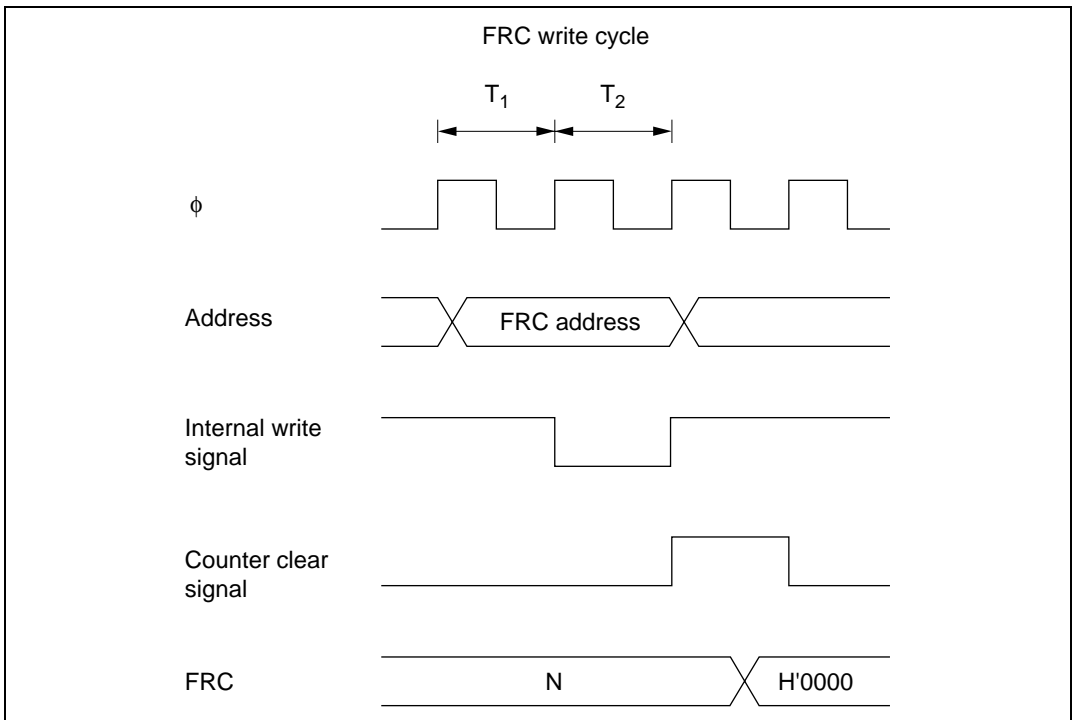 FRC write cycle
T1 T2
ϕ
Address
FRC address
Internal write
signal
Counter clear
signal
FRC
N
H'0000